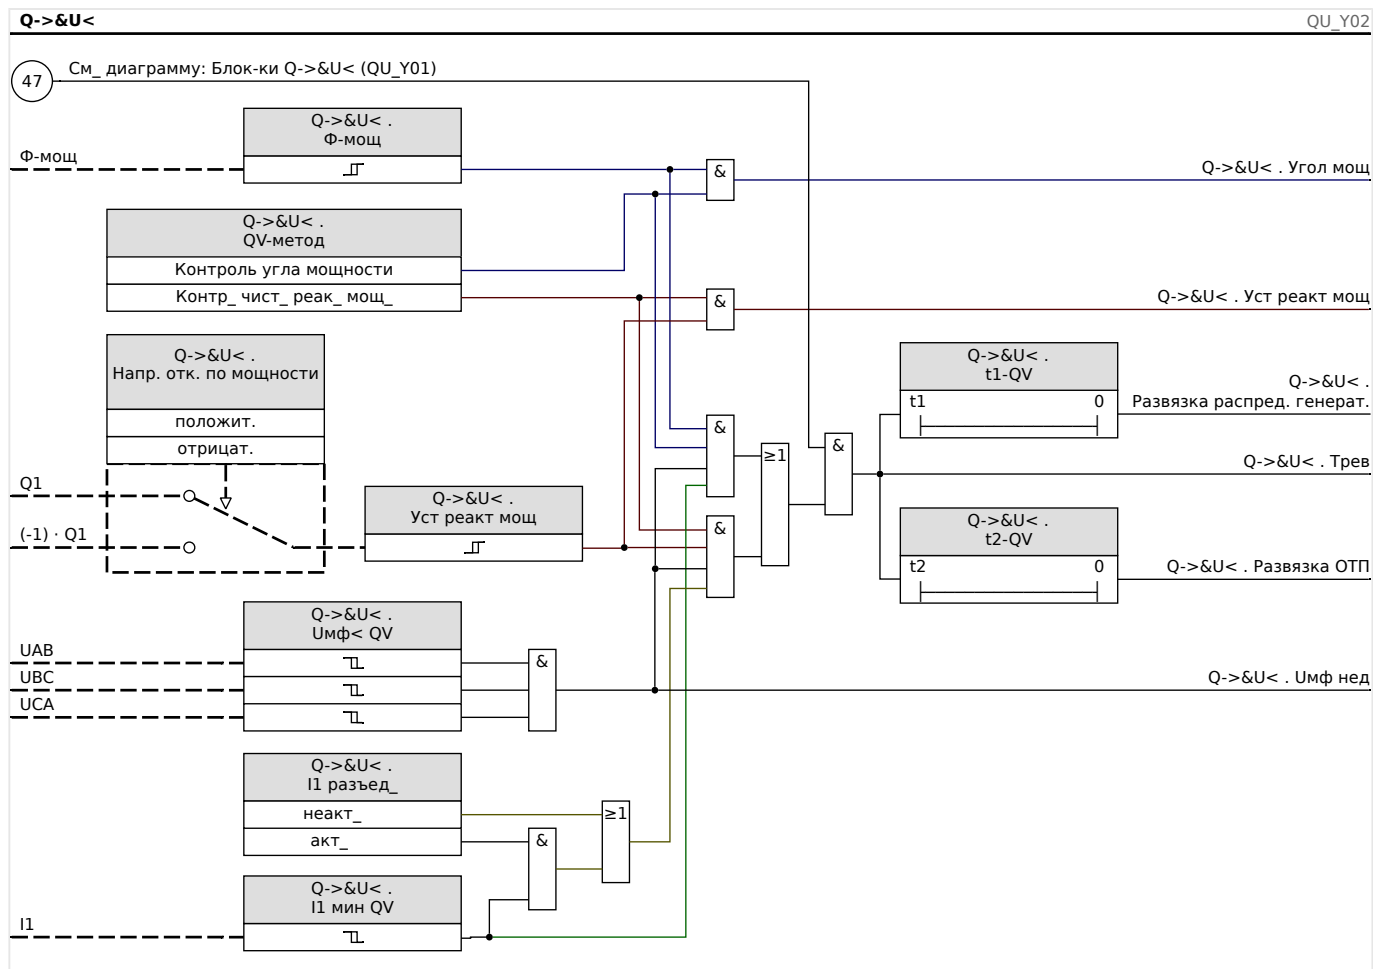 Q->&U<
QU_Y02
47
См_ диаграмму: Блок-ки Q->&U< (QU_Y01)
Q->&U< .
Ф-мощ
Ф-мощ
&
Q->&U< . Угол мощ
Q->&U< .
QV-метод
Контроль угла мощности
Контр_ чист_ реак_ мощ_
&
Q->&U< . Уст реакт мощ
Q->&U< .
Напр. отк. по мощности
положит.
отрицат.
Q->&U< .
t1-QV
t1 0
Q->&U< .
Развязка распред. генерат.
&
≥1
&
Q->&U< . Трев
Q1
(-1) · Q1
Q->&U< .
Уст реакт мощ
&
Q->&U< .
t2-QV
t2 0
Q->&U< . Развязка ОТП
Q->&U< .
Uмф< QV
UAB
UBC
UCA
&
Q->&U< . Uмф нед
Q->&U< .
I1 разъед_
неакт_
акт_
≥1
&
Q->&U< .
I1 мин QV
I1